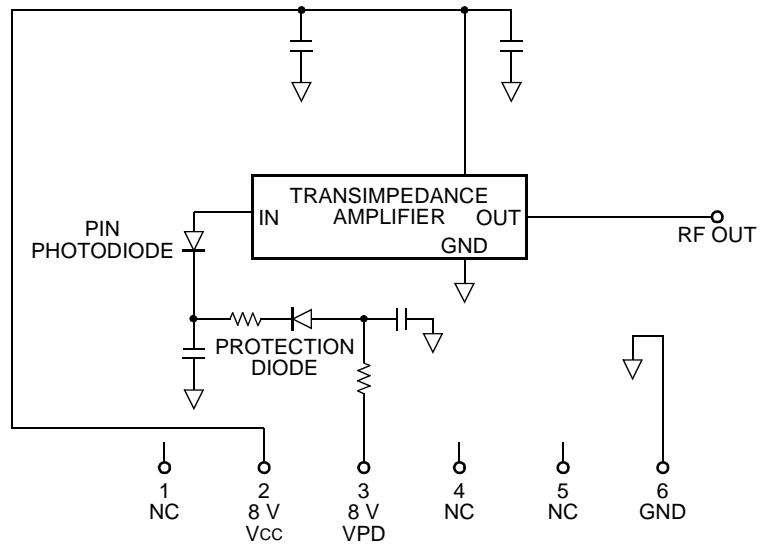 TRANSIMPEDANCE
AMPLIFIER
IN
OUT
GND
RF OUT
PIN
PHOTODIODE
PROTECTION
DIODE
1
NC
2
8 V
VCC
3
8 V
VPD
4
NC
5
NC
6
GND